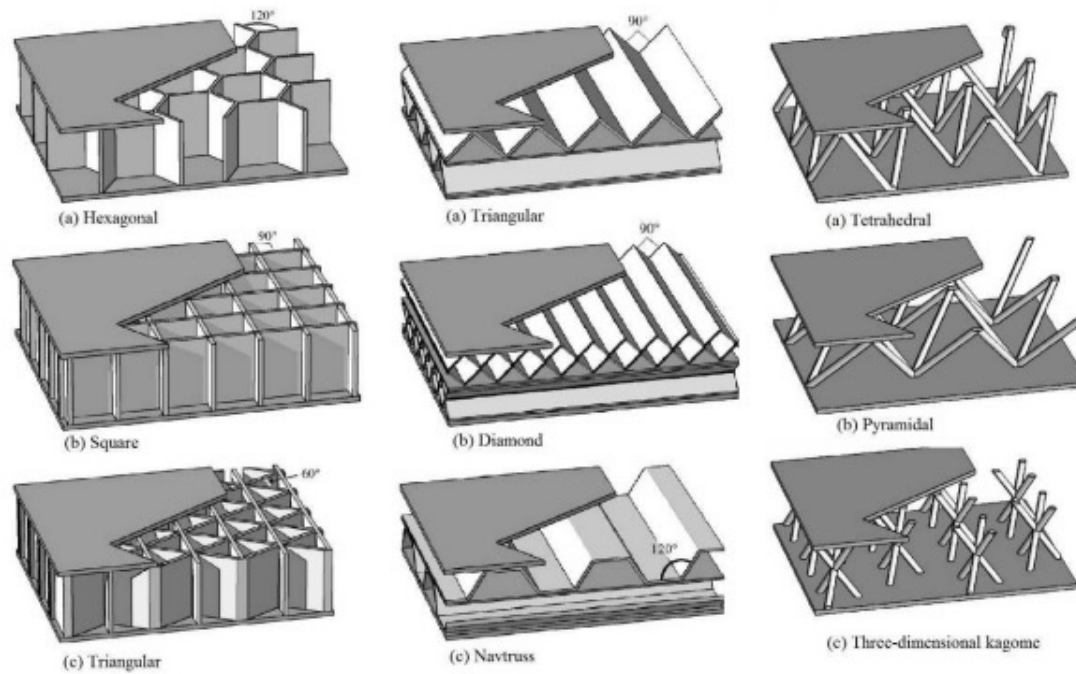 120°
(a) Hexagonal
90°
(a) Triangular
(a) Tetrahedral
90°
(b) Square
90°
(b) Diamond
(b) Pyramidal
60°
(c) Triangular
120°
(c) Navtruss
(c) Three-dimensional kagome